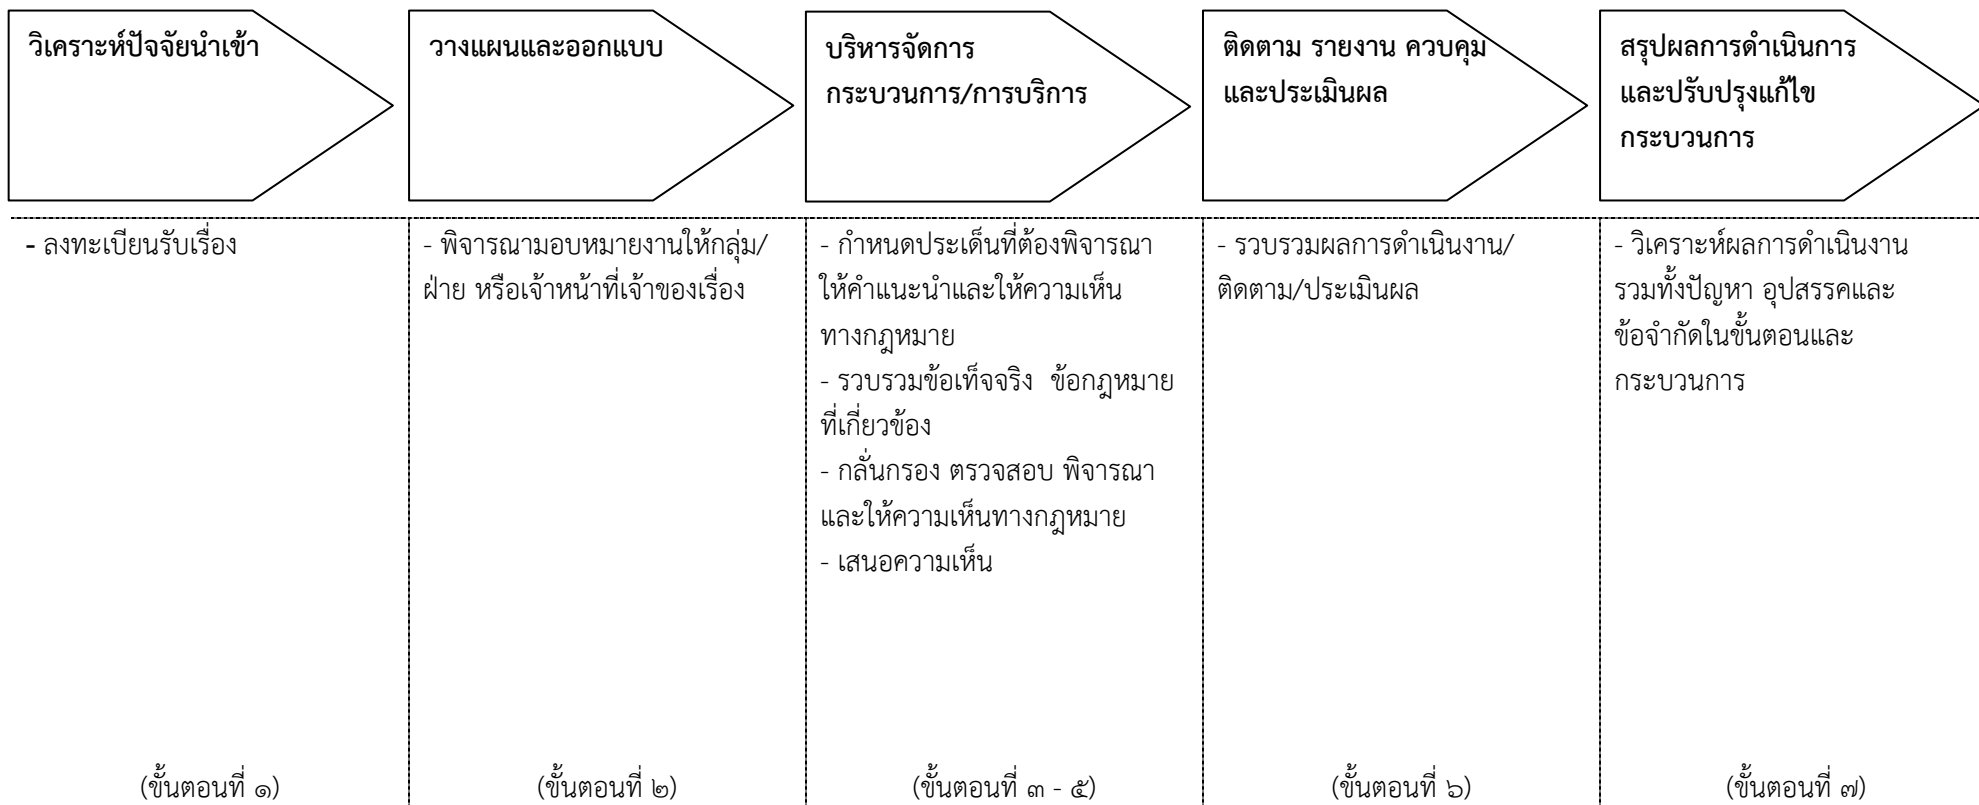 วิเคราะห์ปัจจัยนำเข้า
วางแผนและออกแบบ
บริหารจัดการ
กระบวนการ/การบริการ
ติดตาม รายงาน ควบคุม
และประเมินผล
สรุปผลการดำเนินการ
และปรับปรุงแก้ไข
กระบวนการ
- ลงทะเบียนรับเรื่อง
(ขั้นตอนที่ ๑)
- พิจารณามอบหมายงานให้กลุ่ม/
ฝ่าย หรือเจ้าหน้าที่เจ้าของเรื่อง
(ขั้นตอนที่ ๒)
- กำหนดประเด็นที่ต้องพิจารณา
ให้คำแนะนำและให้ความเห็น
ทางกฎหมาย
- รวบรวมข้อเท็จจริง  ข้อกฎหมาย
ที่เกี่ยวข้อง
- กลั่นกรอง ตรวจสอบ พิจารณา
และให้ความเห็นทางกฎหมาย
- เสนอความเห็น
(ขั้นตอนที่ ๓ - ๕)
- รวบรวมผลการดำเนินงาน/
ติดตาม/ประเมินผล
(ขั้นตอนที่ ๖)
- วิเคราะห์ผลการดำเนินงาน
รวมทั้งปัญหา อุปสรรคและ
ข้อจำกัดในขั้นตอนและ
กระบวนการ
(ขั้นตอนที่ ๗)